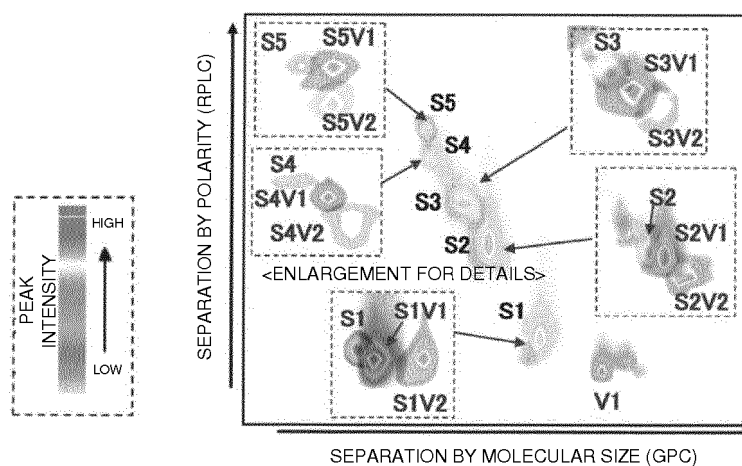 PEAK INTENSITY
HIGH
LOW
SEPARATION BY POLARITY (RPLC)
S5
S5V1
S5V2
S4
S4V1
S4V2
S3
S3V1
S3V2
S2
S2V1
S2V2
S1
S1V1
S1V2
S5
S4
S3
S2
<ENLARGEMENT FOR DETAILS>
S1
V1
SEPARATION BY MOLECULAR SIZE (GPC)